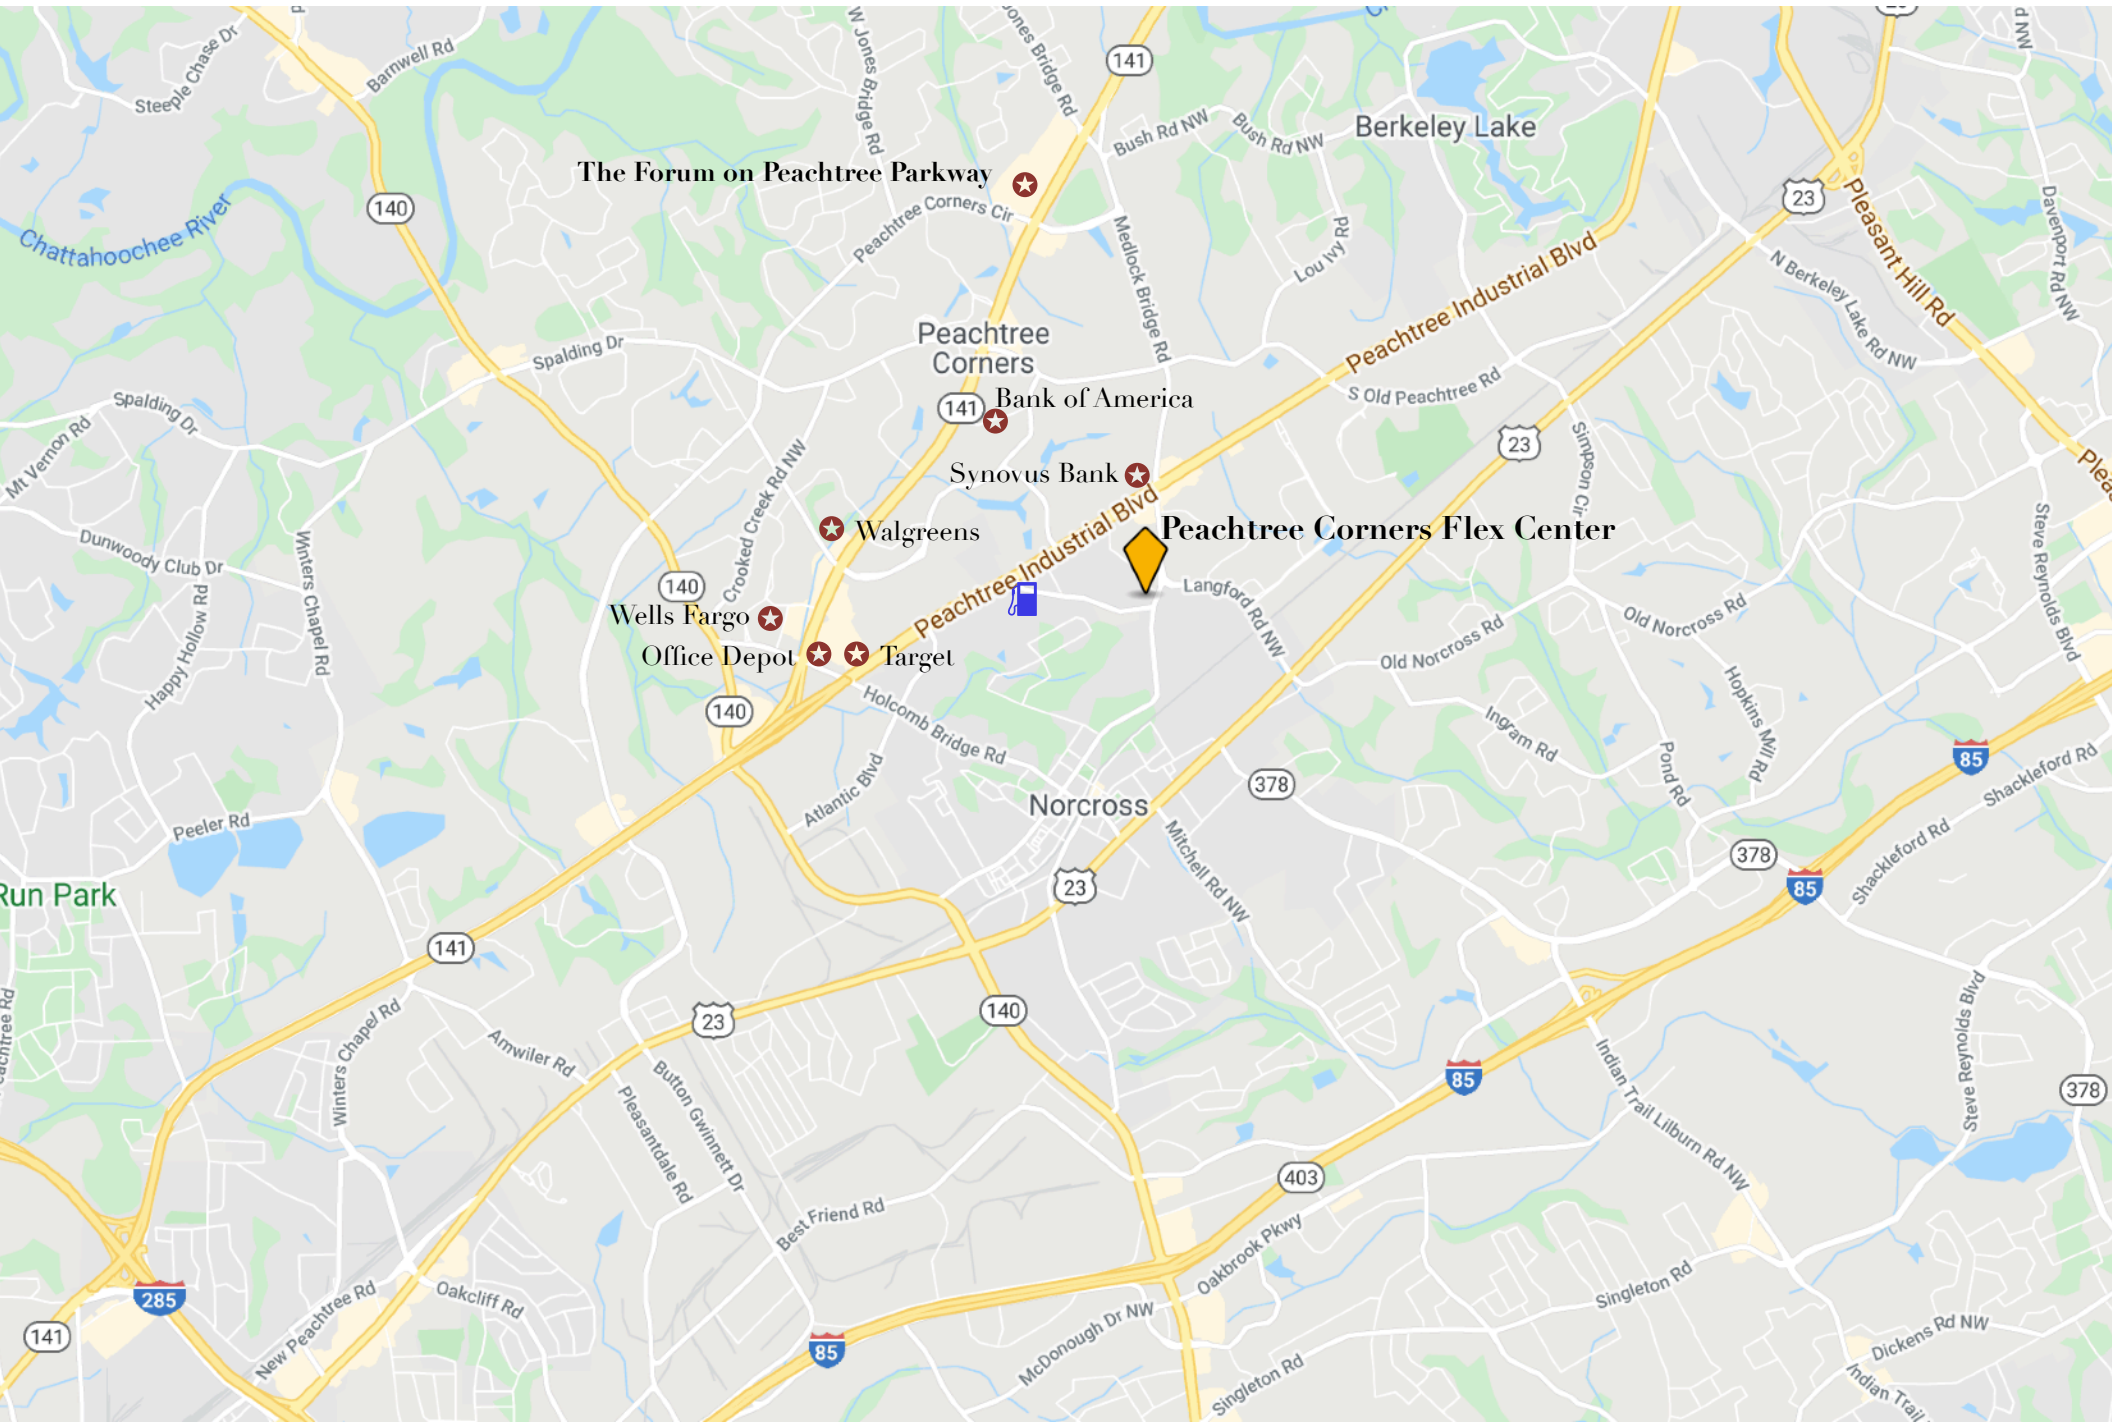 Steeple Chase Dr
Barnwell Rd
W Jones Bridge Rd
Jones Bridge Rd
141
Bush Rd NW
Bush Rd NW
Berkeley Lake
The Forum on Peachtree Parkway
140
Chattahoochee River
Peachtree Corners Cir
Medlock Bridge Rd
Lou Ivy Rd
23
Pleasant Hill Rd
Davenport Rd NW
N Berkeley Lake Rd NW
Peachtree Industrial Blvd
Spalding Dr
Peachtree
Corners
S Old Peachtree Rd
Spalding Dr
Mt Vernon Rd
141
Bank of America
23
Simpson Cir
Synovus Bank
Crooked Creek Rd NW
Walgreens
Peachtree Industrial Blvd
Peachtree Corners Flex Center
Dunwoody Club Dr
Winters Chapel Rd
Happy Hollow Rd
140
Langford Rd NW
Wells Fargo
Office Depot
Target
Old Norcross Rd
Old Norcross Rd
Steve Reynolds Blvd
140
Holcomb Bridge Rd
Atlantic Blvd
Ingram Rd
Hopkins Mill Rd
Pond Rd
85
Shackleford Rd
378
Norcross
Peeler Rd
Mitchell Rd NW
378
85
Shackleford Rd
Run Park
23
141
23
140
Winters Chapel Rd
Amwiler Rd
Button Gwinnett Dr
Pleasantdale Rd
85
Indian Trail Lilburn Rd NW
Steve Reynolds Blvd
378
403
Best Friend Rd
Oakbrook Pkwy
Singleton Rd
285
141
New Peachtree Rd
Oakcliff Rd
85
McDonough Dr NW
Singleton Rd
Dickens Rd NW
Indian Trail